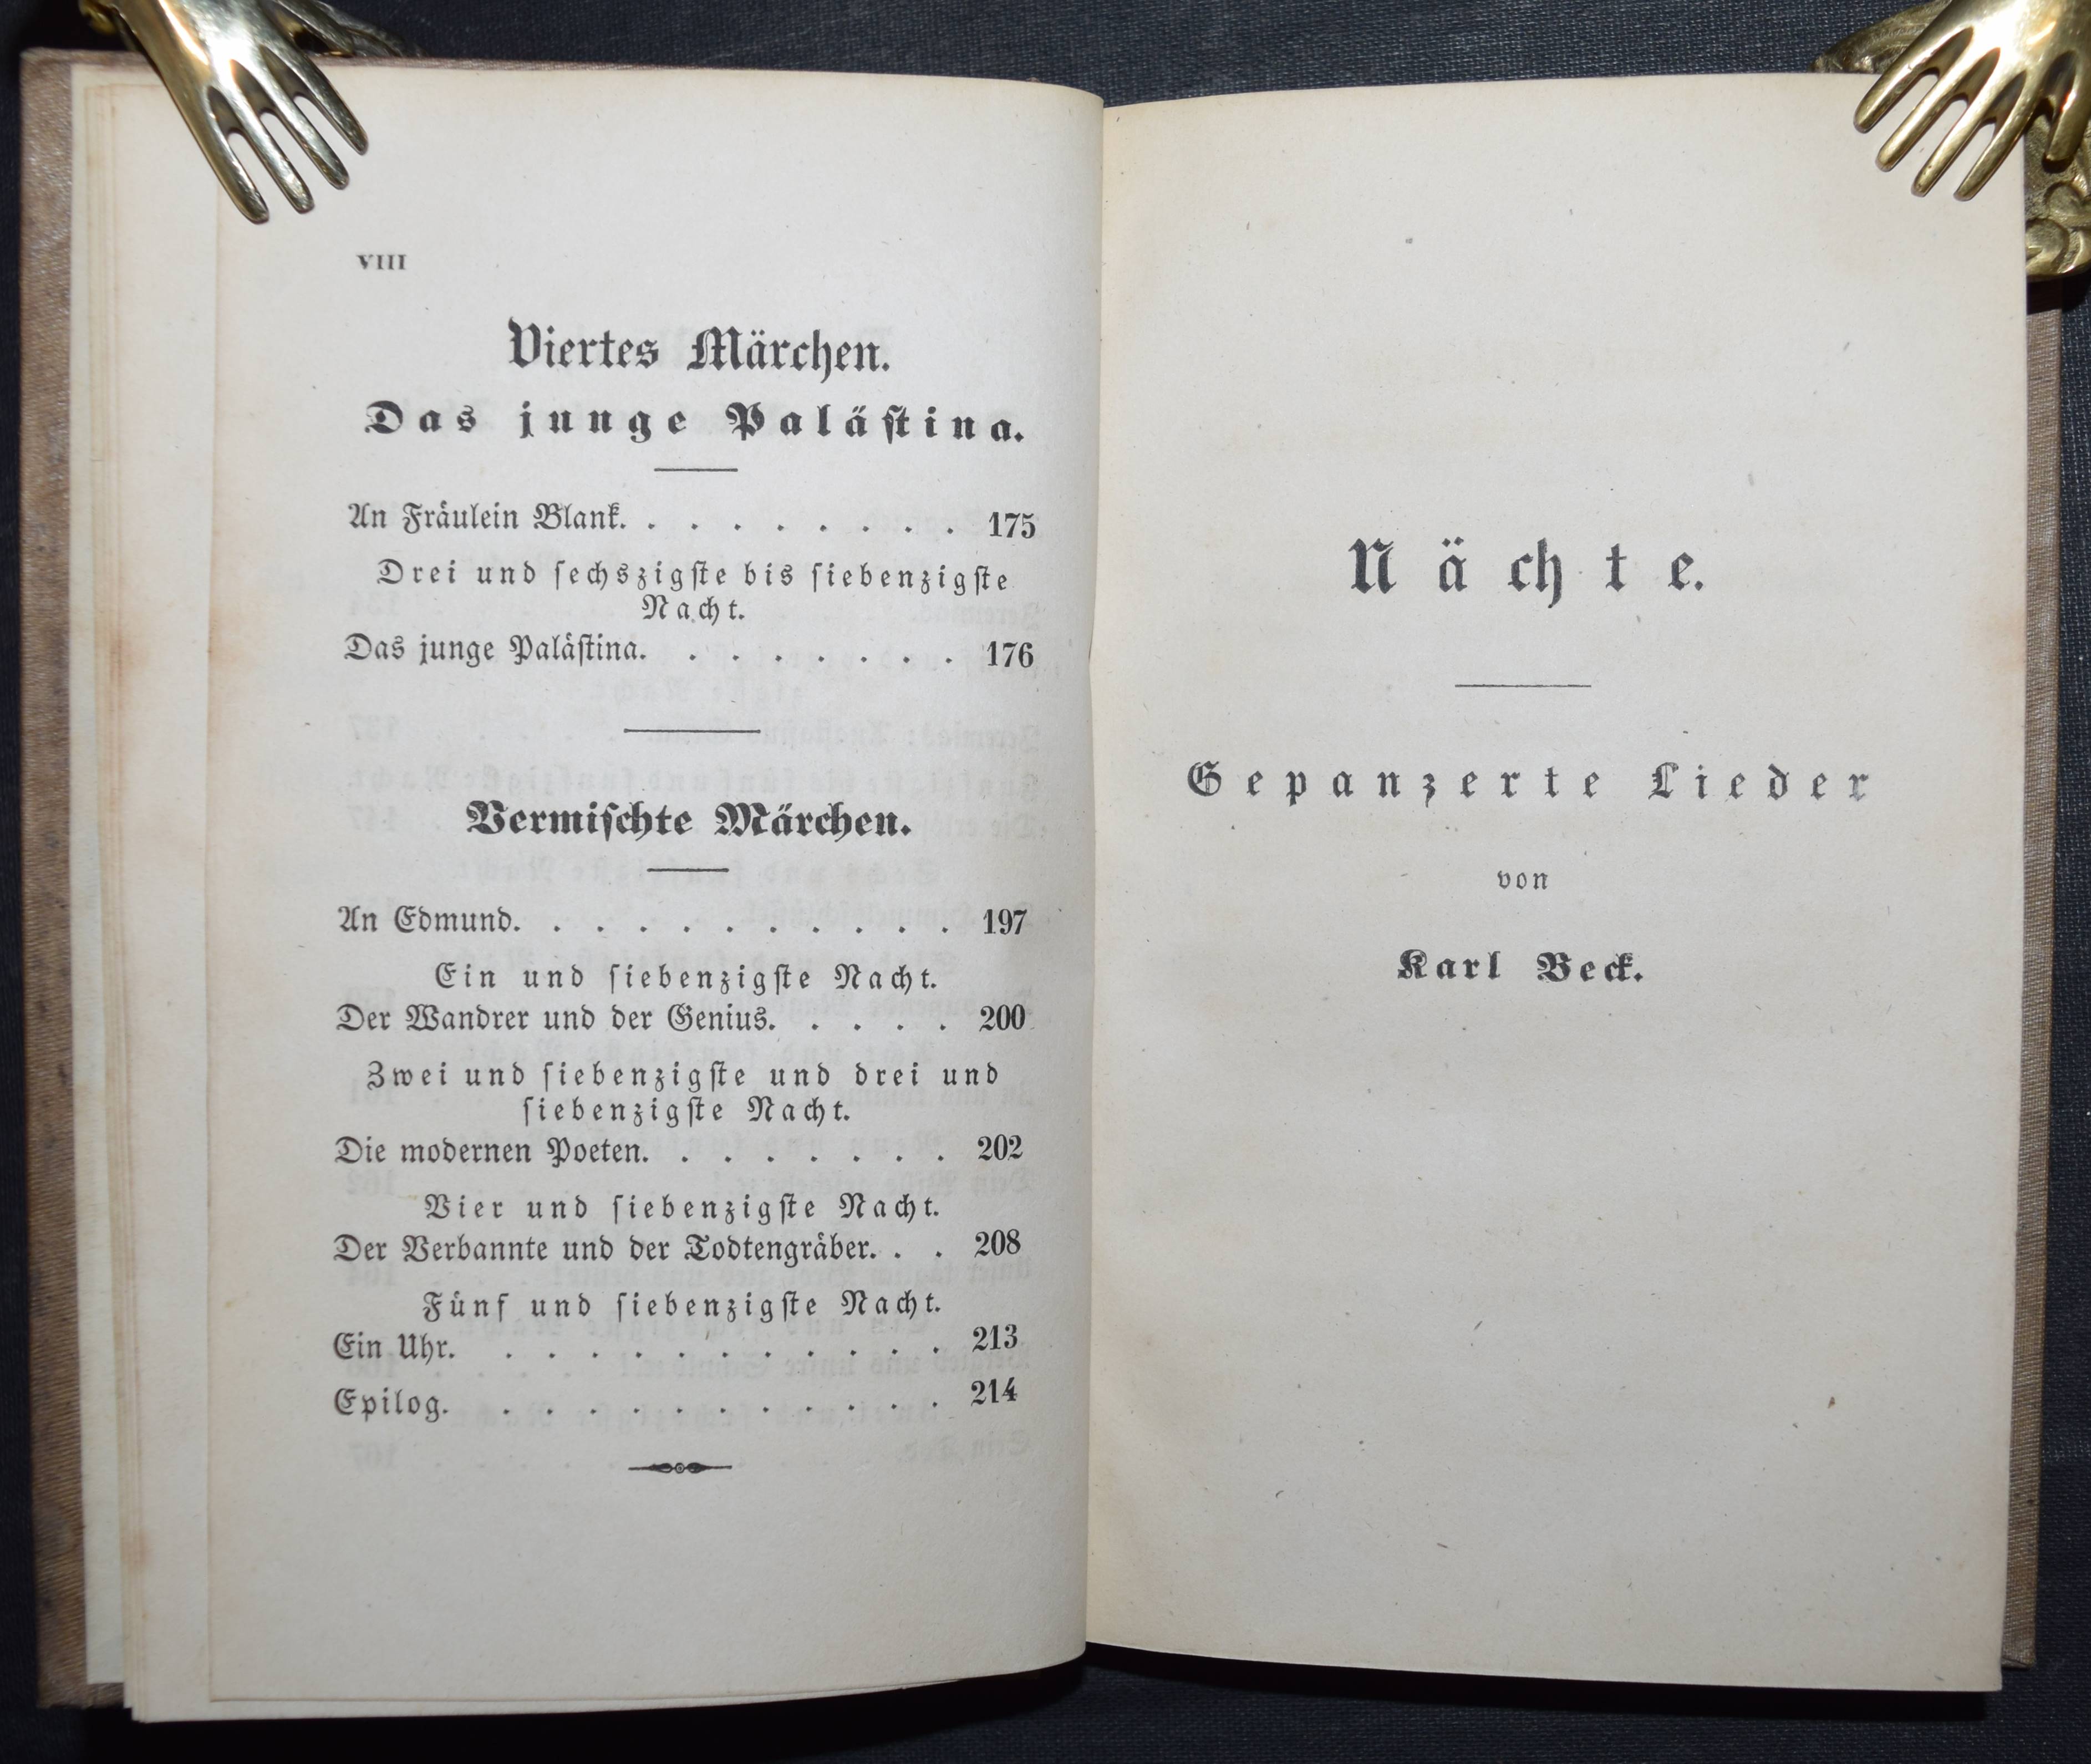 VIII
Viertes Märchen.
Das junge Paläſtina.
An Fräulein Blank. . . . . . . . . 175
Drei und ſechszigſte bis ſiebenzigſte
Nacht.
Das junge Paläſtina. . . . . . . . 176
Vermiſchte Märchen.
An Edmund. . . . . . . . . . . 197
Ein und ſiebenzigſte Nacht.
Der Wandrer und der Genius. . . . . 200
Zwei und ſiebenzigſte und drei und
ſiebenzigſte Nacht.
Die modernen Poeten. . . . . . . . 202
Vier und ſiebenzigſte Nacht.
Der Verbannte und der Todtengräber. . . 208
Fünf und ſiebenzigſte Nacht.
Ein Uhr. . . . . . . . . . . . 213
Epilog. . . . . . . . . . . . 214
Nächte.
Gepanzerte Lieder
von
Karl Beck.